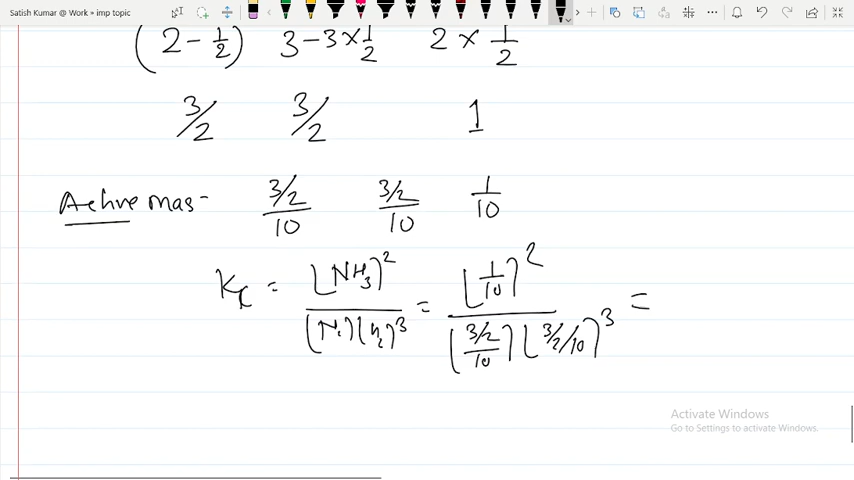 Satish Kumar @ Work » imp topic
(2 - 1/2) 3 - 3 × 1/2 2 × 1/2
3/2 3/2 1
Active mas- 3/2/10 3/2/10 1/10
Kc = [NH3]^2 / (N2)(H2)^3 = [1/10]^2 / [3/2/10][3/2/10]^3 =
Activate Windows
Go to Settings to activate Windows.